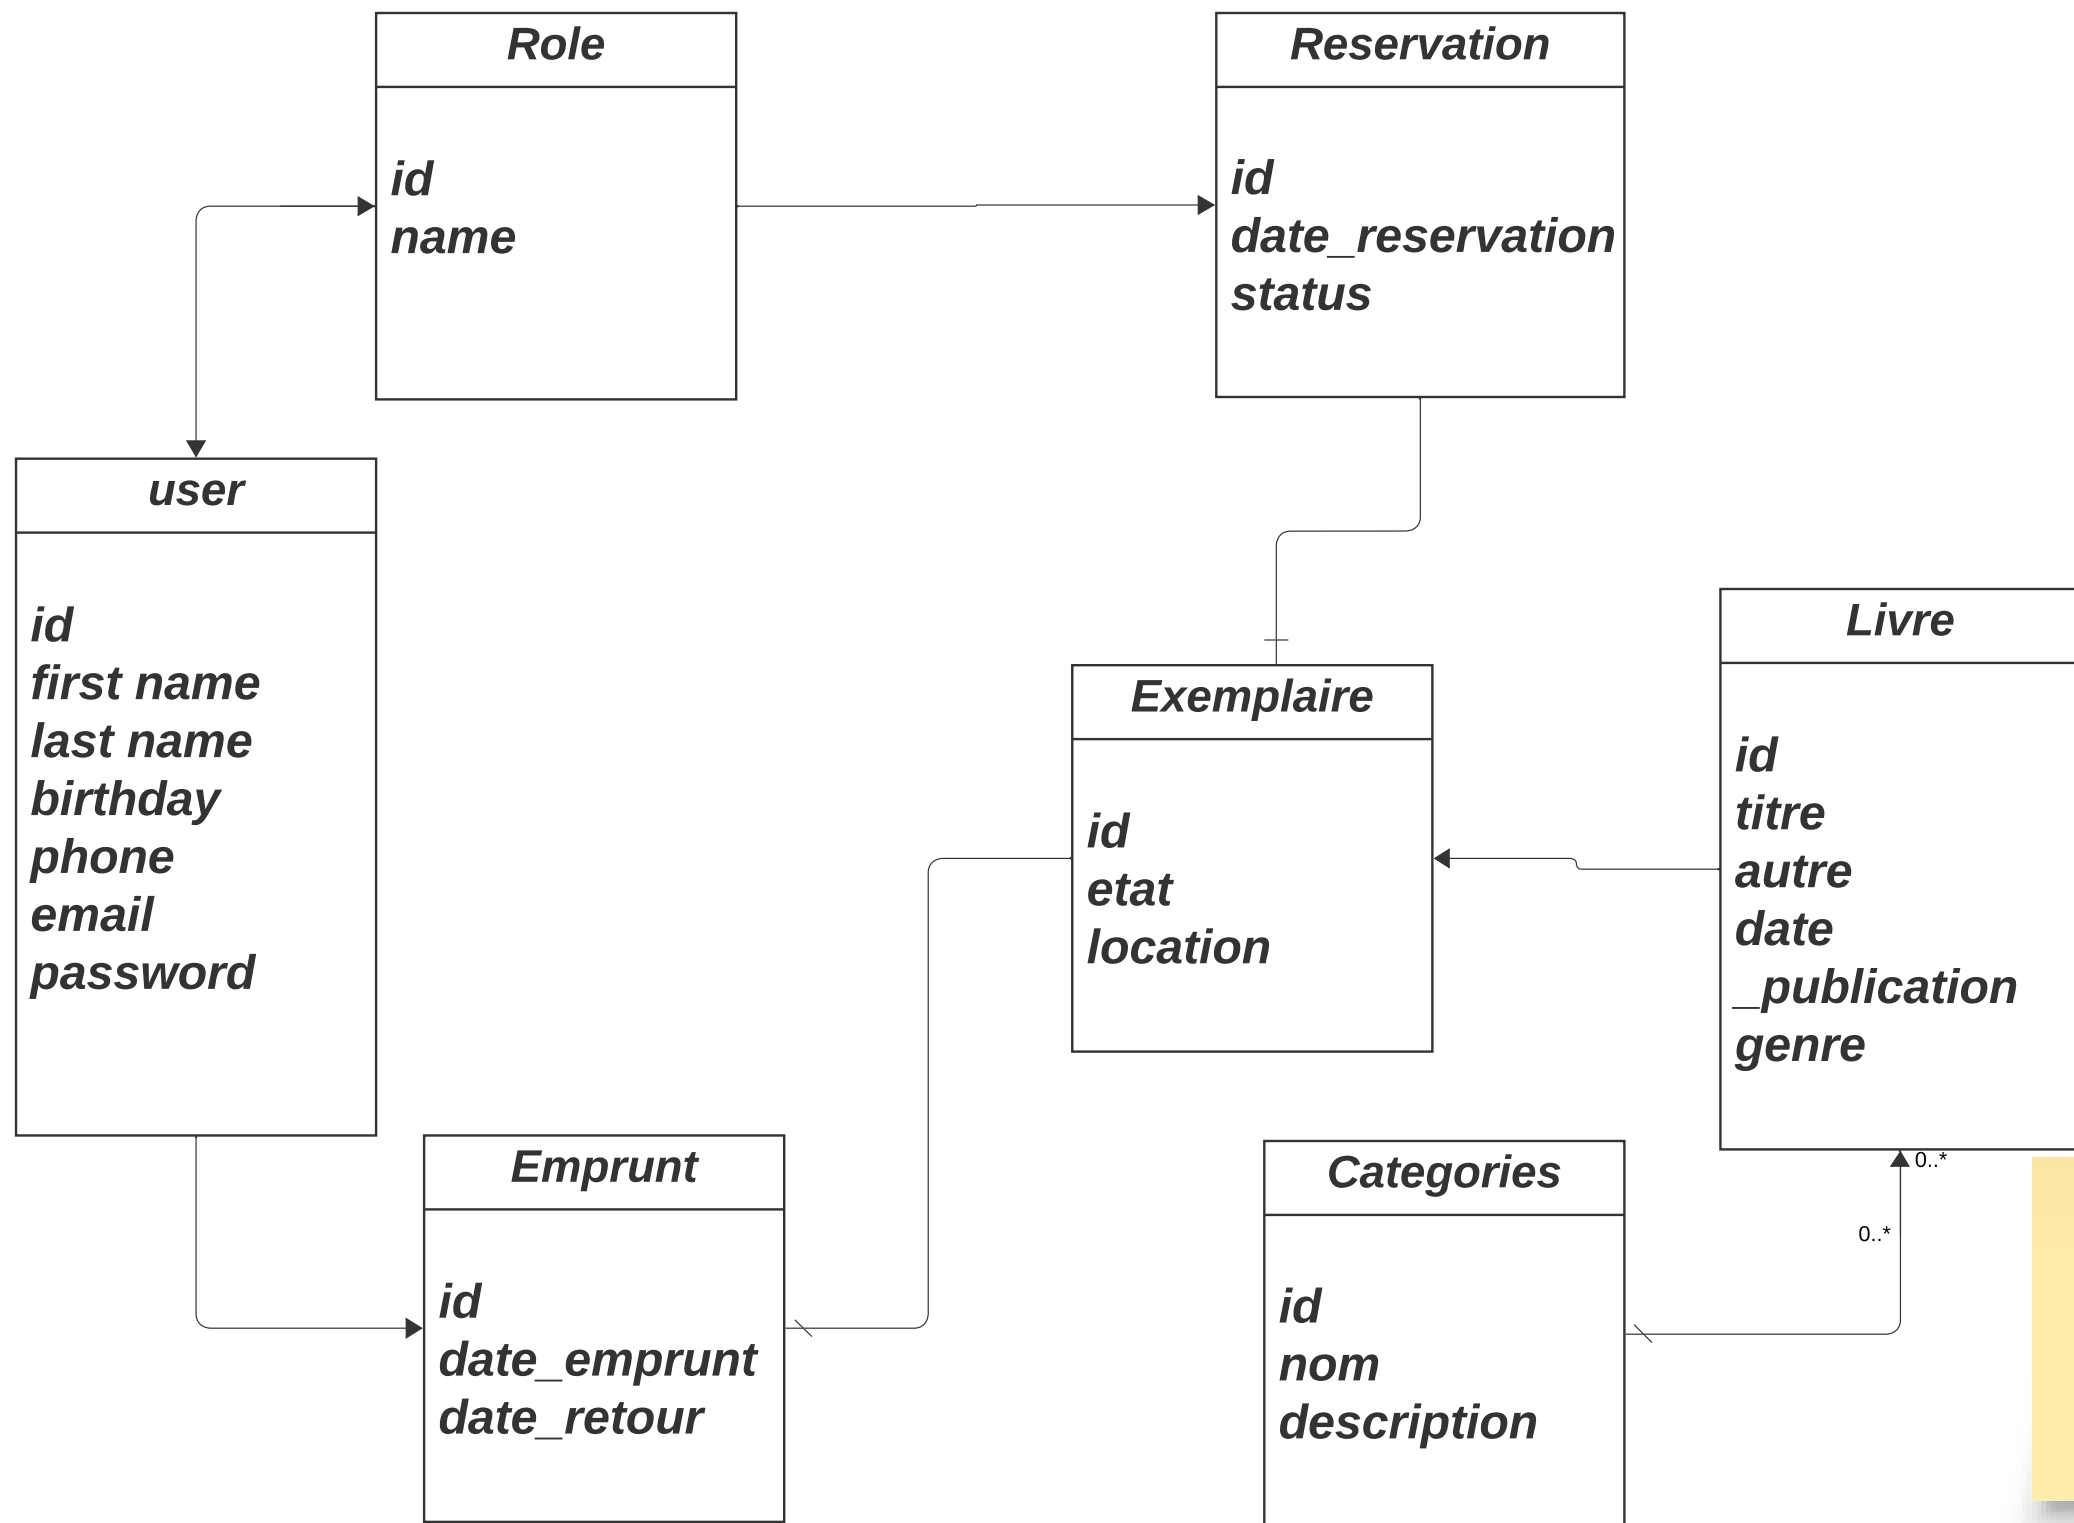 Role
id
name
Reservation
id
date_reservation
status
user
id
first name
last name
birthday
phone
email
password
Exemplaire
id
etat
location
Livre
id
titre
autre
date
_publication
genre
Emprunt
id
date_emprunt
date_retour
Categories
id
nom
description
0..*
0..*